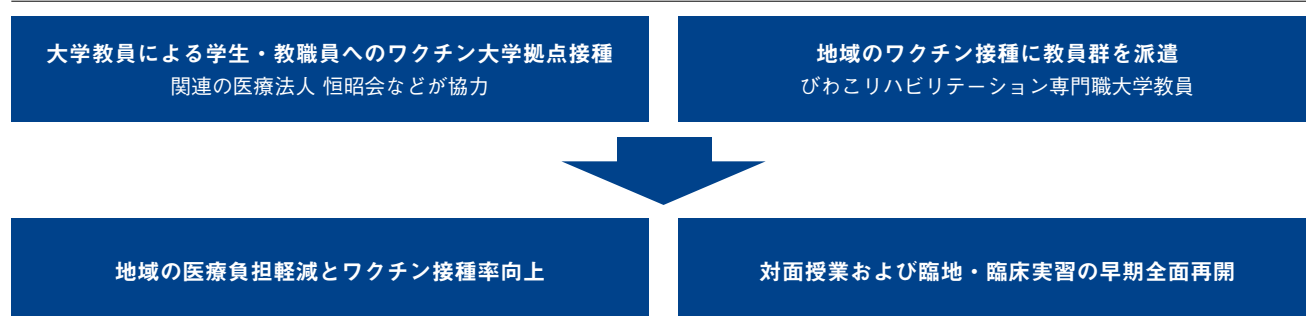 大学教員による学生・教職員へのワクチン大学拠点接種
関連の医療法人 恒昭会などが協力
地域のワクチン接種に教員群を派遣
びわこリハビリテーション専門職大学教員
地域の医療負担軽減とワクチン接種率向上
対面授業および臨地・臨床実習の早期全面再開